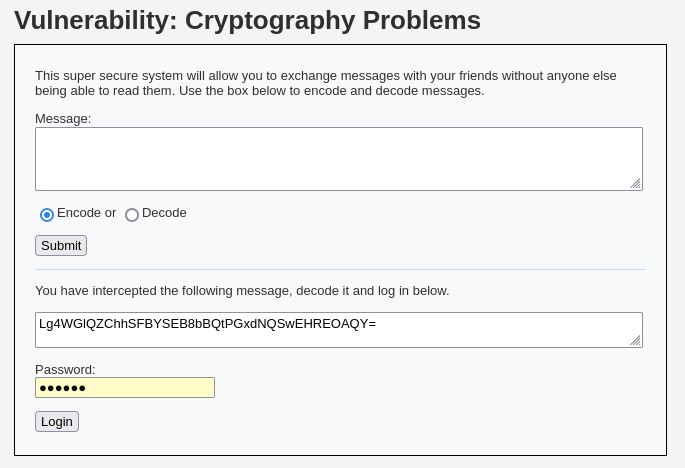 Vulnerability: Cryptography Problems
This super secure system will allow you to exchange messages with your friends without anyone else
being able to read them. Use the box below to encode and decode messages.
Message:
Encode or Decode
Submit
You have intercepted the following message, decode it and log in below.
Lg4WGlQZChhSFBYSEB8bBQtPGxdNQSwEHREOAQY=
Password:
●●●●●●
Login